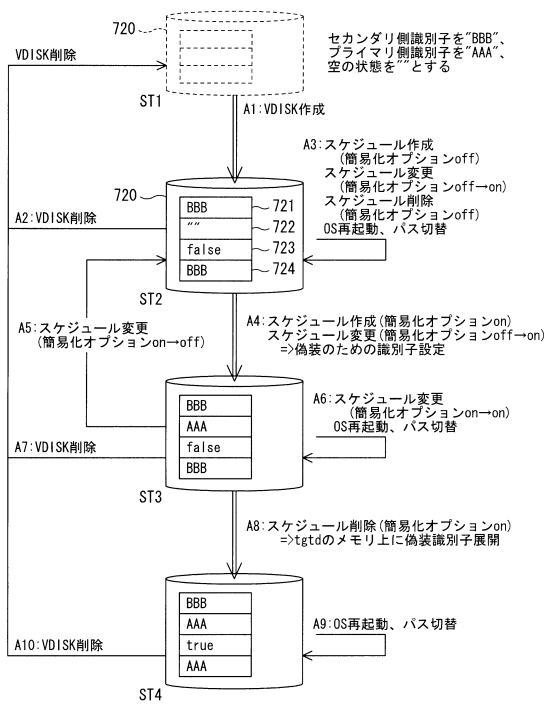 720
VDISK削除
セカンダリ側識別子を"BBB"、
プライマリ側識別子を"AAA"、
空の状態を""とする
ST1
A1:VDISK作成
A3:スケジュール作成
(簡易化オプションoff)
スケジュール変更
(簡易化オプションoff→on)
スケジュール削除
(簡易化オプションoff)
OS再起動、パス切替
720
BBB
721
A2:VDISK削除
""
722
false
723
BBB
724
ST2
A5:スケジュール変更
(簡易化オプションon→off)
A4:スケジュール作成(簡易化オプションon)
スケジュール変更(簡易化オプションoff→on)
=>偽装のための識別子設定
BBB
AAA
false
BBB
A6:スケジュール変更
(簡易化オプションon→on)
OS再起動、パス切替
A7:VDISK削除
ST3
A8:スケジュール削除(簡易化オプションon)
=>tgtdのメモリ上に偽装識別子展開
BBB
AAA
true
AAA
A9:OS再起動、パス切替
A10:VDISK削除
ST4